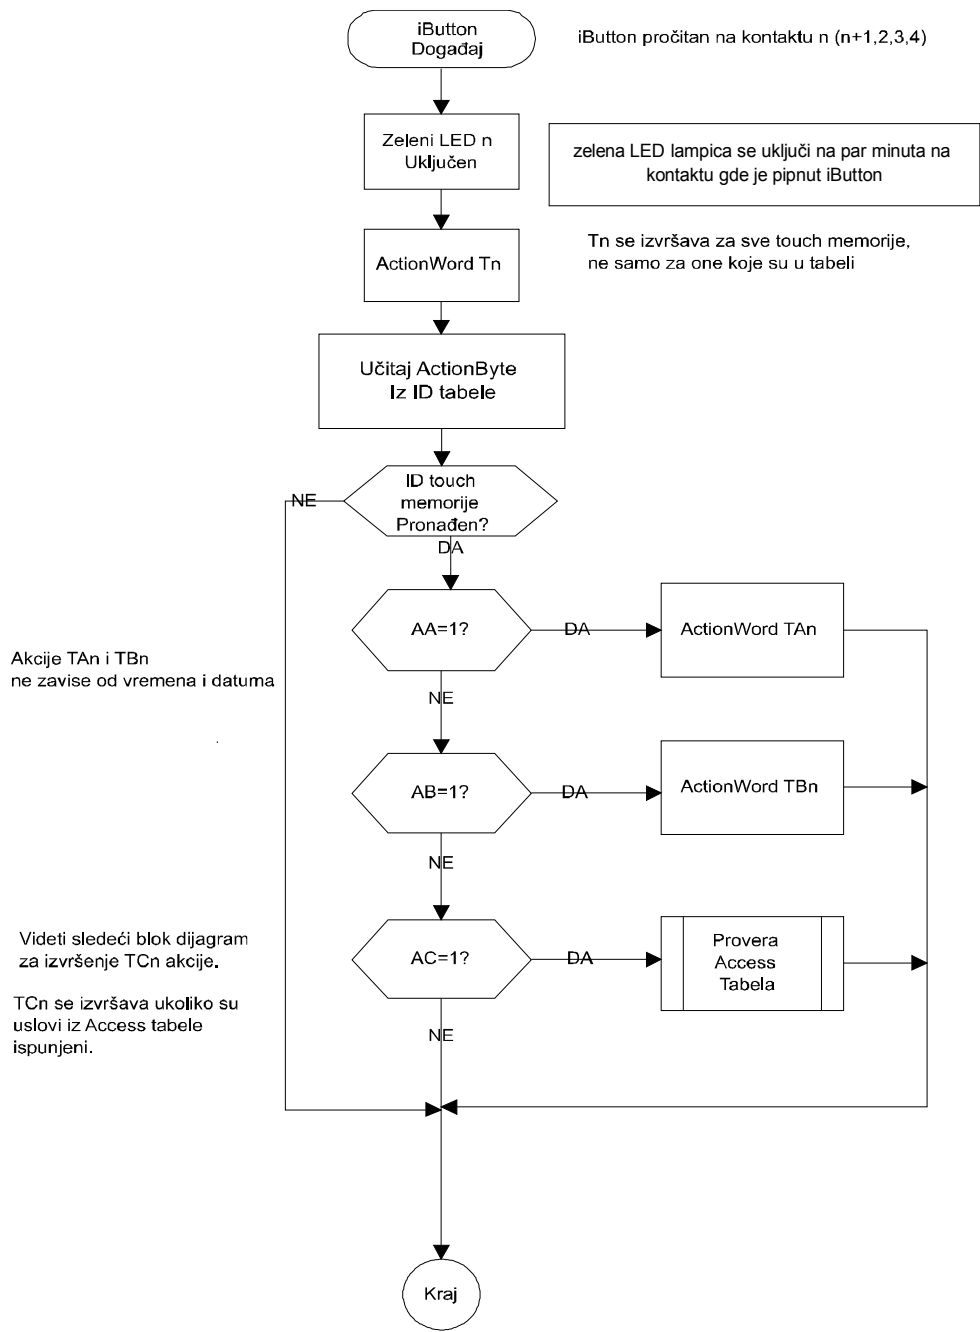 iButton
Događaj
iButton pročitan na kontaktu n (n+1,2,3,4)
Zeleni LED n
Uključen
zelena LED lampica se uključi na par minuta na
kontaktu gde je pipnut iButton
ActionWord Tn
Tn se izvršava za sve touch memorije,
ne samo za one koje su u tabeli
Učitaj ActionByte
Iz ID tabele
ID touch
memorije
Pronađen?
NE
DA
AA=1?
DA
ActionWord TAn
Akcije TAn i TBn
ne zavise od vremena i datuma
NE
AB=1?
DA
ActionWord TBn
NE
Videti sledeći blok dijagram
za izvršenje TCn akcije.
TCn se izvršava ukoliko su
uslovi iz Access tabele
ispunjeni.
AC=1?
DA
Provera
Access
Tabela
NE
Kraj